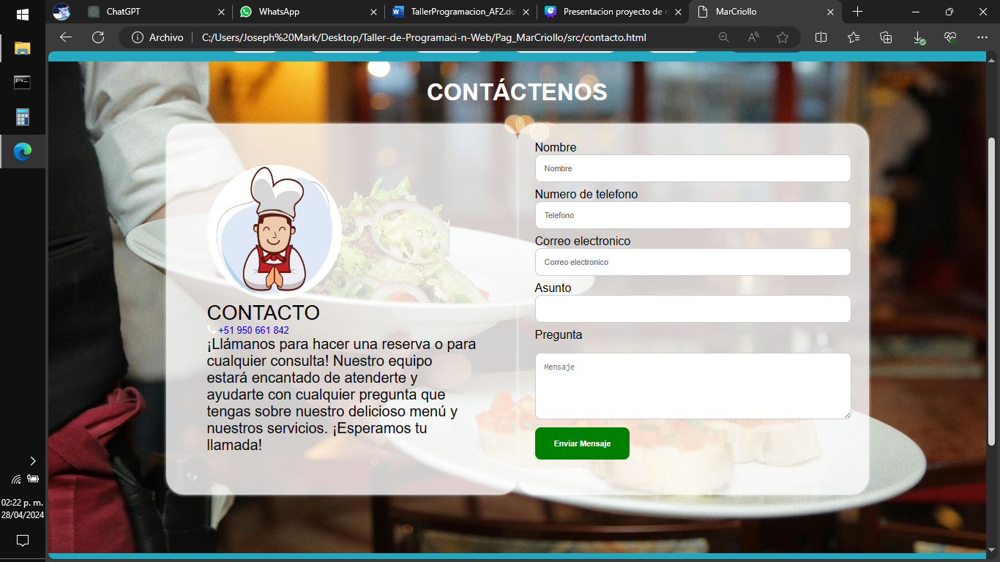 ChatGPT
WhatsApp
TallerProgramacion_AF2.do
Presentacion proyecto de
MarCriollo
Archivo
C:/Users/Joseph%20Mark/Desktop/Taller-de-Programaci-n-Web/Pag_MarCriollo/src/contacto.html
CONTÁCTENOS
CONTACTO
+51 950 661 842
¡Llámanos para hacer una reserva o para
cualquier consulta! Nuestro equipo
estará encantado de atenderte y
ayudarte con cualquier pregunta que
tengas sobre nuestro delicioso menú y
nuestros servicios. ¡Esperamos tu
llamada!
Nombre
Nombre
Numero de telefono
Telefono
Correo electronico
Correo electronico
Asunto
Pregunta
Mensaje
Enviar Mensaje
02:22 p. m.
28/04/2024